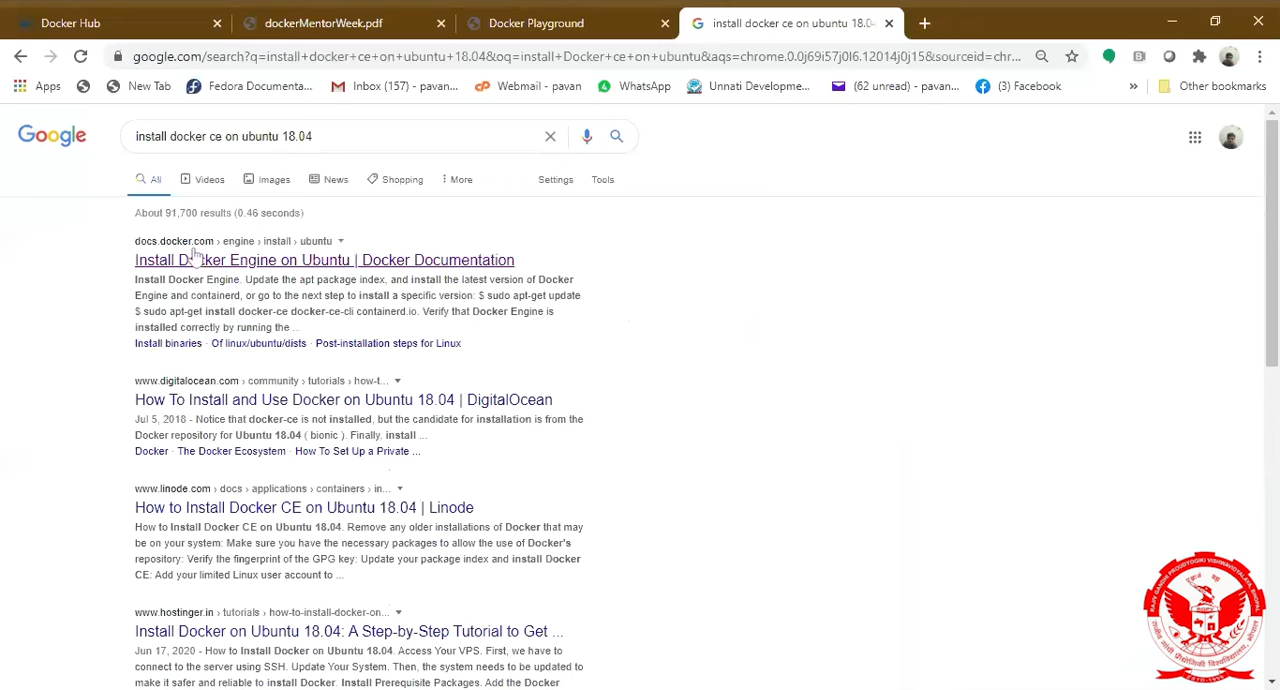 Docker Hub
dockerMentorWeek.pdf
Docker Playground
install docker ce on ubuntu 18.04
google.com/search?q=install+docker+ce+on+ubuntu+18.04&oq=install+Docker+ce+on+ubuntu&aqs=chrome.0.0j69i57j0l6.12014j0j15&sourceid=chr...
Apps
New Tab
Fedora Documenta...
Inbox (157) - pavan...
Webmail - pavan
WhatsApp
Unnati Developme...
(62 unread) - pavan...
(3) Facebook
»
Other bookmarks
Google
install docker ce on ubuntu 18.04
All
Videos
Images
News
Shopping
More
Settings
Tools
About 91,700 results (0.46 seconds)
docs.docker.com › engine › install › ubuntu
Install Docker Engine on Ubuntu | Docker Documentation
Install Docker Engine. Update the apt package index, and install the latest version of Docker
Engine and containerd, or go to the next step to install a specific version: $ sudo apt-get update
$ sudo apt-get install docker-ce docker-ce-cli containerd.io. Verify that Docker Engine is
installed correctly by running the ...
Install binaries · Of linux/ubuntu/dists · Post-installation steps for Linux
www.digitalocean.com › community › tutorials › how-t...
How To Install and Use Docker on Ubuntu 18.04 | DigitalOcean
Jul 5, 2018 - Notice that docker-ce is not installed, but the candidate for installation is from the
Docker repository for Ubuntu 18.04 ( bionic ). Finally, install ...
Docker · The Docker Ecosystem · How To Set Up a Private ...
www.linode.com › docs › applications › containers › in...
How to Install Docker CE on Ubuntu 18.04 | Linode
How to Install Docker CE on Ubuntu 18.04. Remove any older installations of Docker that may
be on your system: Make sure you have the necessary packages to allow the use of Docker's
repository: Verify the fingerprint of the GPG key: Update your package index and install Docker
CE: Add your limited Linux user account to ...
www.hostinger.in › tutorials › how-to-install-docker-on...
Install Docker on Ubuntu 18.04: A Step-by-Step Tutorial to Get ...
Jun 17, 2020 - How to Install Docker on Ubuntu 18.04. Access Your VPS. First, we have to
connect to the server using SSH. Update Your System. Then, the system needs to be updated to
make it safer and reliable to install Docker. Install Prerequisite Packages. Add the Docker
RAJIV GANDHI PROUDYOGIKI VISHWAVIDYALAYA, BHOPAL
ESTD-1998